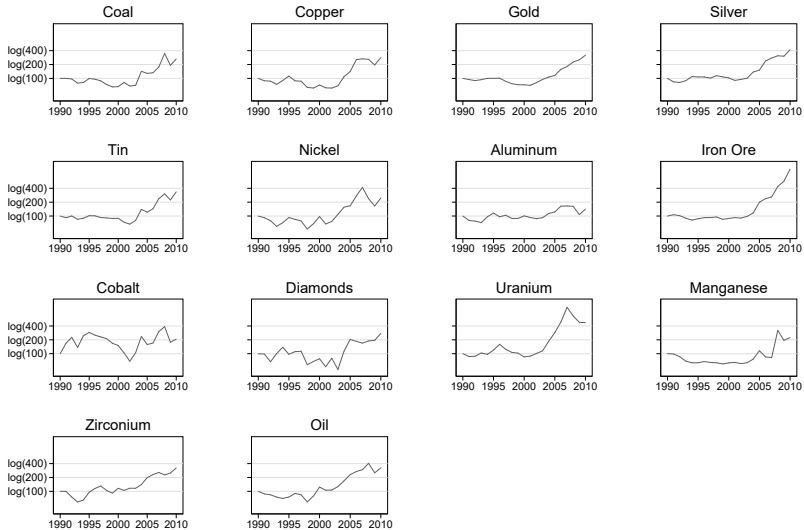 Coal Copper Gold Silver
log(400)
log(200)
log(100)
1990 1995 2000 2005 2010 1990 1995 2000 2005 2010 1990 1995 2000 2005 2010 1990 1995 2000 2005 2010
Tin Nickel Aluminum Iron Ore
log(400)
log(200)
log(100)
1990 1995 2000 2005 2010 1990 1995 2000 2005 2010 1990 1995 2000 2005 2010 1990 1995 2000 2005 2010
Cobalt Diamonds Uranium Manganese
log(400)
log(200)
log(100)
1990 1995 2000 2005 2010 1990 1995 2000 2005 2010 1990 1995 2000 2005 2010 1990 1995 2000 2005 2010
Zirconium Oil
log(400)
log(200)
log(100)
1990 1995 2000 2005 2010 1990 1995 2000 2005 2010